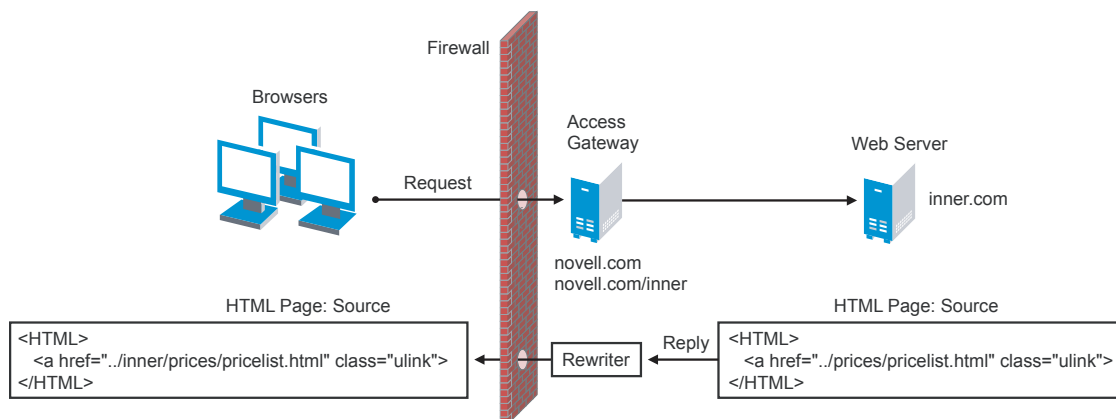 Firewall
Browsers
Access
Gateway
Web Server
Request
inner.com
novell.com
novell.com/inner
HTML Page: Source
HTML Page: Source
<HTML>
<a href="../inner/prices/pricelist.html" class="ulink">
</HTML>
Rewriter
Reply
<HTML>
<a href="../prices/pricelist.html" class="ulink">
</HTML>